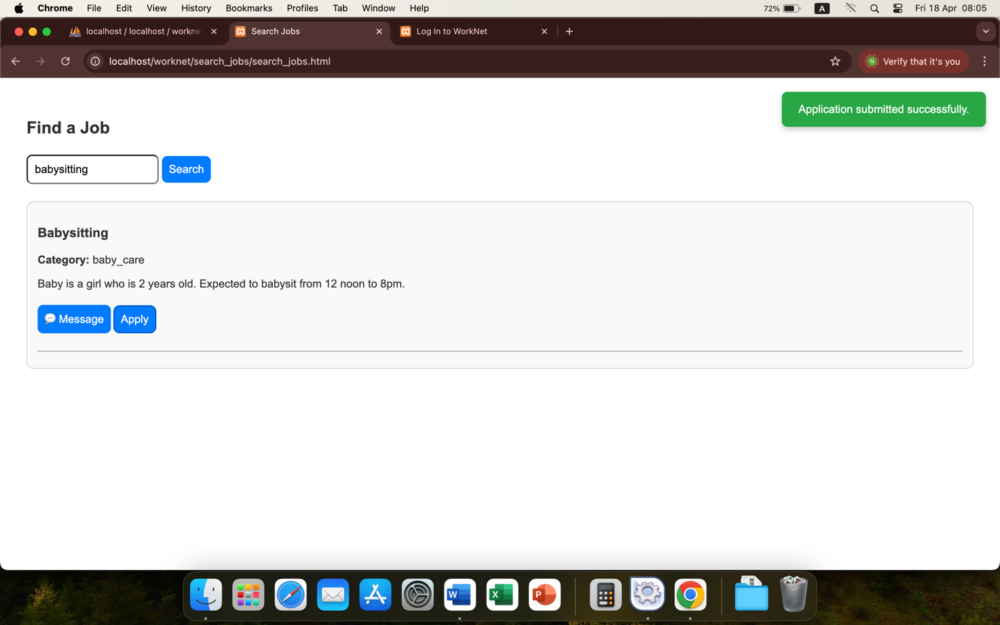 Chrome File Edit View History Bookmarks Profiles Tab Window Help 72% A Fri 18 Apr 08:05
localhost / localhost / workne Search Jobs Log In to WorkNet
localhost/worknet/search_jobs/search_jobs.html N Verify that it's you
Application submitted successfully.
Find a Job
babysitting Search
Babysitting
Category: baby_care
Baby is a girl who is 2 years old. Expected to babysit from 12 noon to 8pm.
💬 Message Apply
W X P